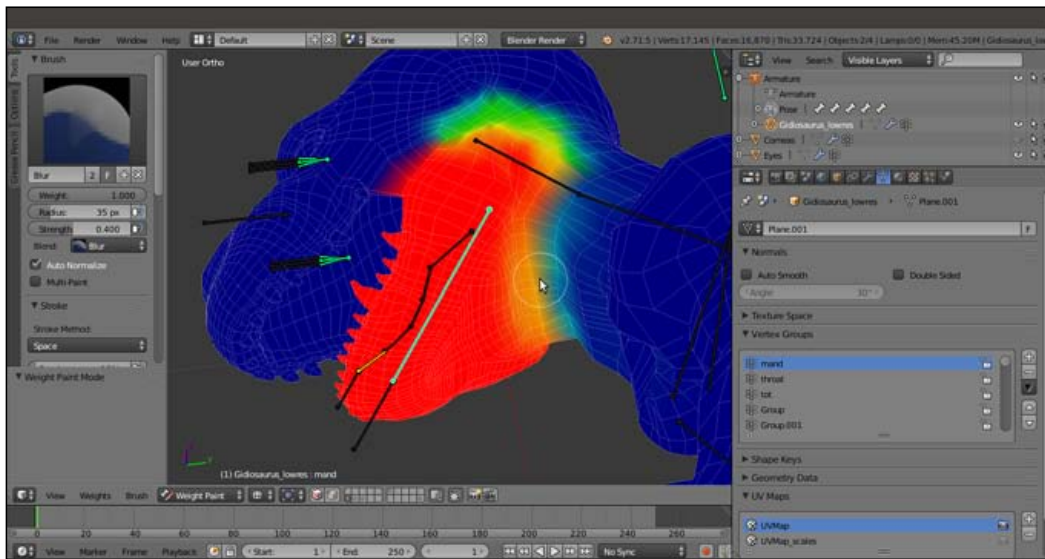 File Render Window Help Default Scene Blender Render v2.71.5 | Verts:17,145 | Faces:16,870 | Tris:33,724 | Objects:2/4 | Lamps:0/0 | Mem:45.20M | Gidiosaurus_low
Tools
Options
Grease Pencil
Brush
Blur 2 F
Weight: 1.000
Radius: 35 px
Strength: 0.400
Blend: Blur
Auto Normalize
Multi-Paint
Stroke
Stroke Method:
Space
Weight Paint Mode
User Ortho
(1) Gidiosaurus_lowres : mand
View Weights Brush Weight Paint
0 20 40 60 80 100 120 140 160 180 200 220 240 260
View Marker Frame Playback Start: 1 End: 250 1 No Sync
View Search Visible Layers
Armature
Armature
Pose
Gidiosaurus_lowres
Corneas
Eyes
Gidiosaurus_lowres Plane.001
Plane.001 F
Normals
Auto Smooth Double Sided
Angle: 30°
Texture Space
Vertex Groups
mand
throat
tot.
Group
Group.001
Shape Keys
Geometry Data
UV Maps
UVMap
UVMap_scales